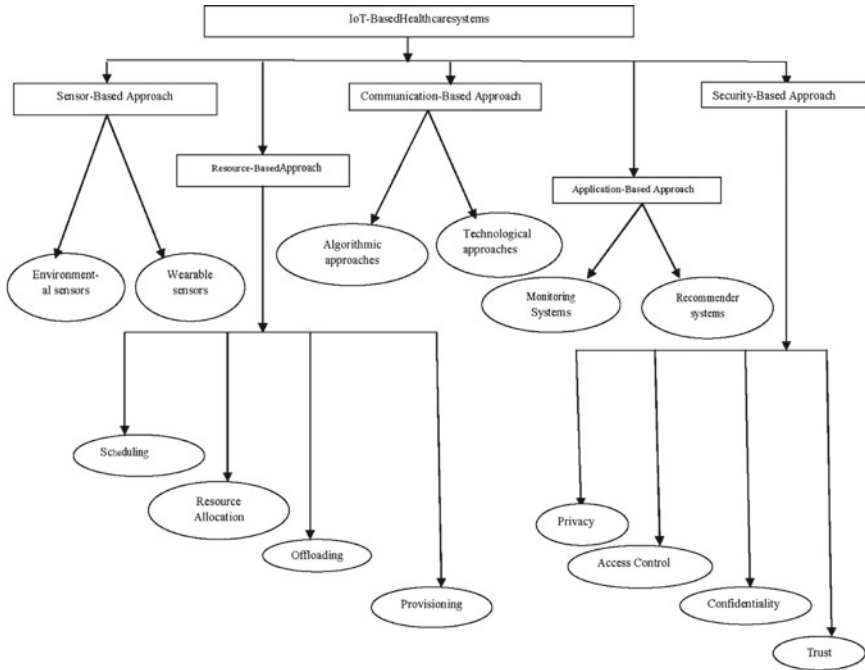 IoT-BasedHealthcaresystems
Sensor-Based Approach
Communication-Based Approach
Security-Based Approach
Resource-BasedApproach
Application-Based Approach
Environment-
al sensors
Wearable
sensors
Algorithmic
approaches
Technological
approaches
Monitoring
Systems
Recommender
systems
Scheduling
Resource
Allocation
Offloading
Provisioning
Privacy
Access Control
Confidentiality
Trust